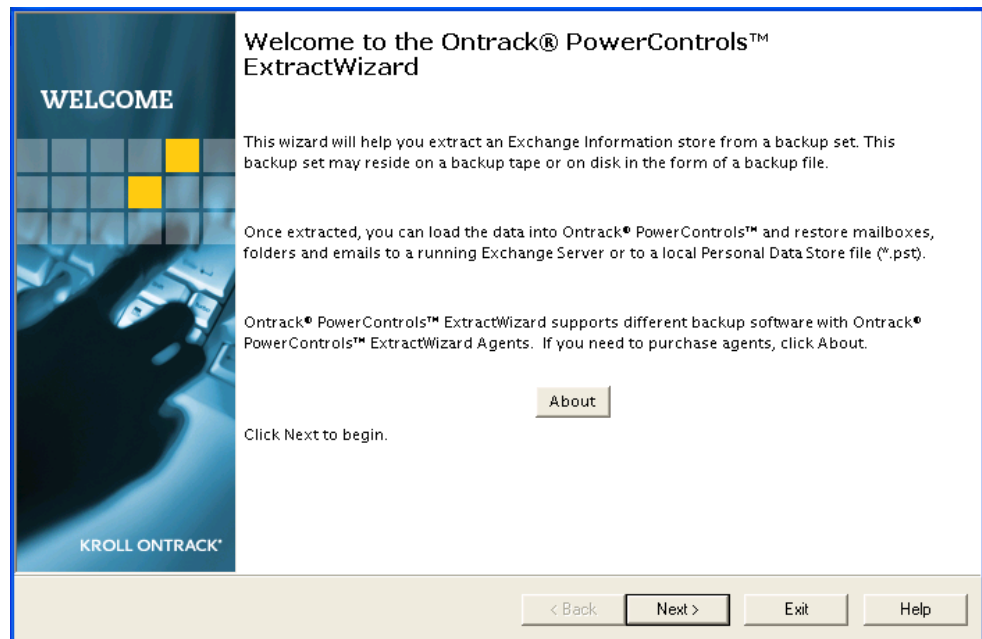 Welcome to the Ontrack® PowerControls™
ExtractWizard
WELCOME
This wizard will help you extract an Exchange Information store from a backup set. This
backup set may reside on a backup tape or on disk in the form of a backup file.
Once extracted, you can load the data into Ontrack® PowerControls™ and restore mailboxes,
folders and emails to a running Exchange Server or to a local Personal Data Store file (*.pst).
Ontrack® PowerControls™ ExtractWizard supports different backup software with Ontrack®
PowerControls™ ExtractWizard Agents. If you need to purchase agents, click About.
About
Click Next to begin.
KROLL ONTRACK®
< Back Next > Exit Help